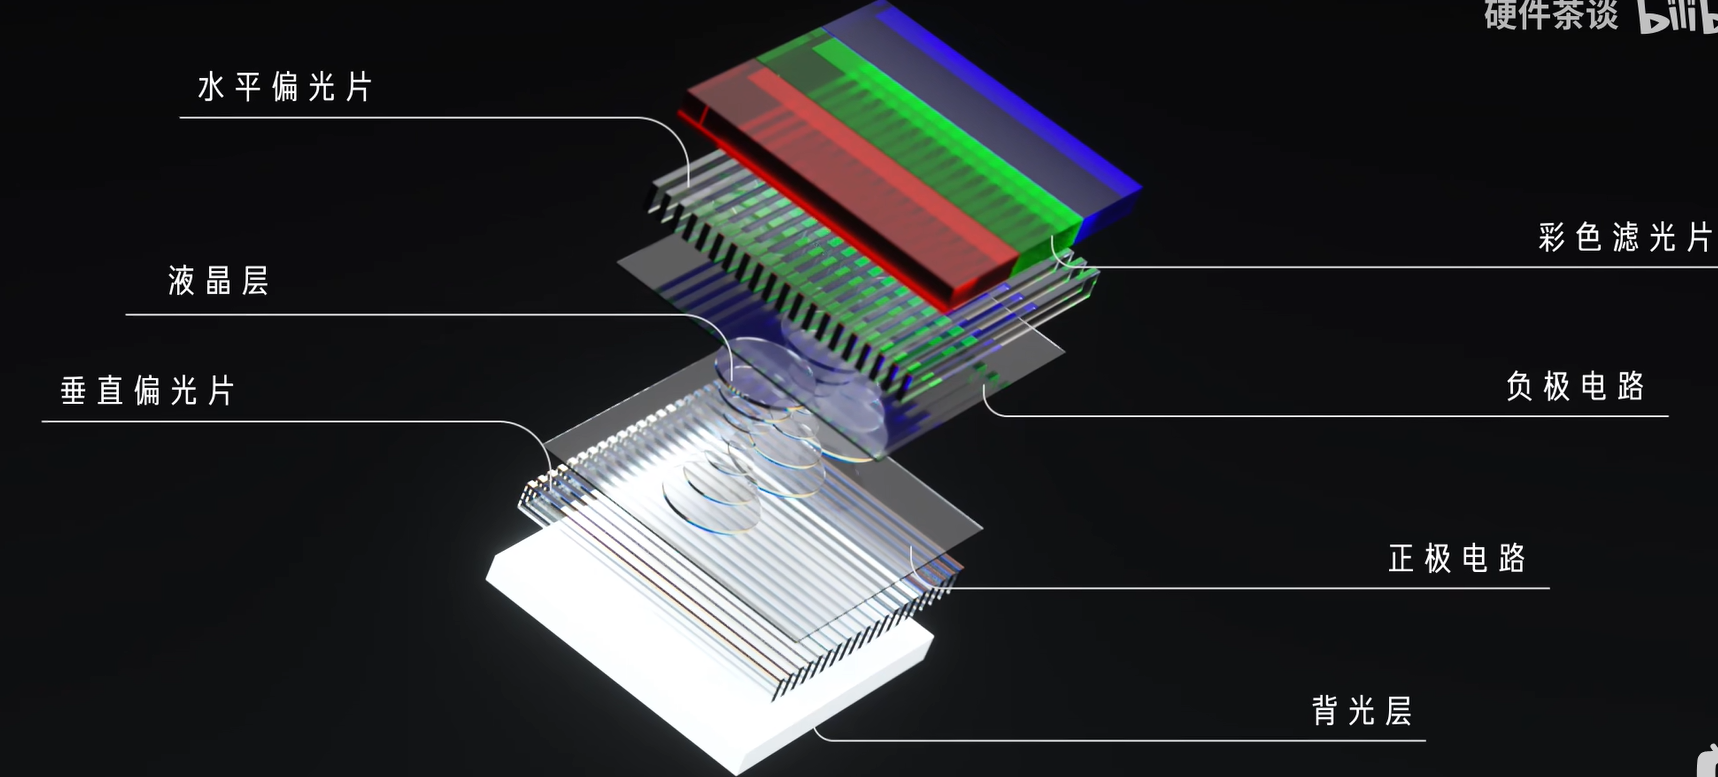 硬件茶谈 bilib
水平偏光片
彩色滤光片
液晶层
垂直偏光片
负极电路
正极电路
背光层